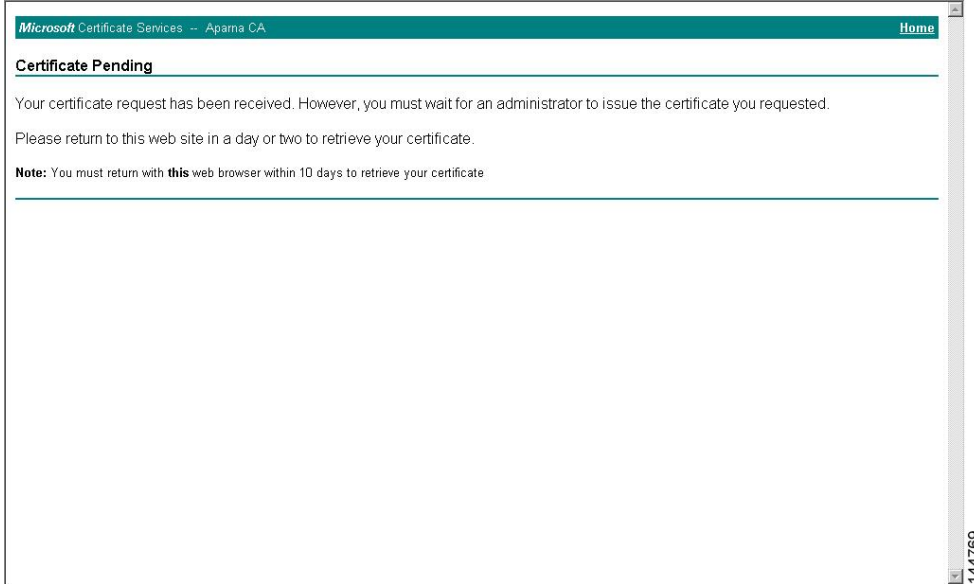 Microsoft Certificate Services -- Aparna CA Home
Certificate Pending
Your certificate request has been received. However, you must wait for an administrator to issue the certificate you requested.
Please return to this web site in a day or two to retrieve your certificate.
Note: You must return with this web browser within 10 days to retrieve your certificate
144769